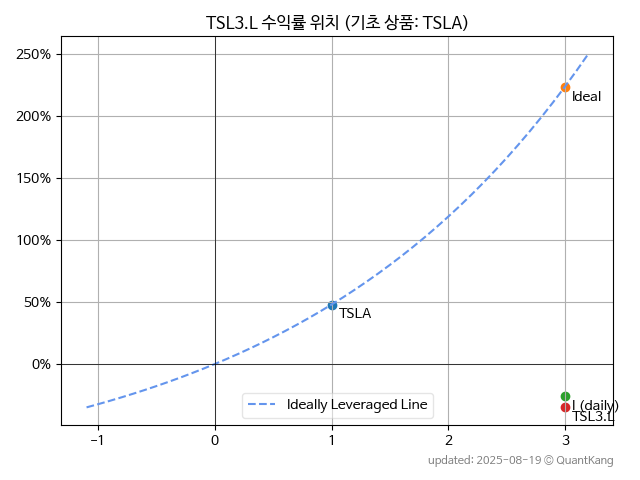 TSL3.L 수익률 위치 (기초 상품: TSLA)
250%
200%
150%
100%
50%
0%
Ideal
TSLA
(daily)
TSL3.L
Ideally Leveraged Line
−1
0
1
2
3
updated: 2025-08-19 © QuantKang